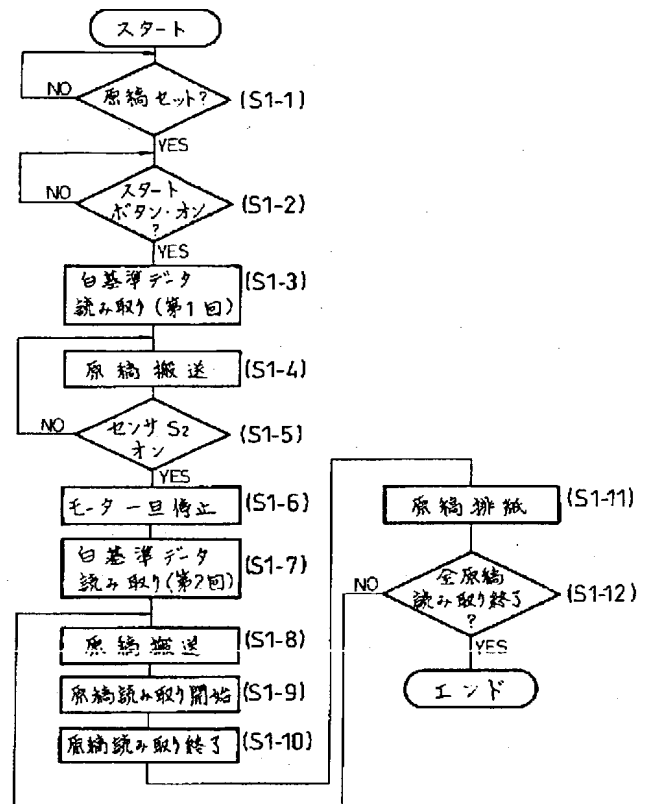 スタート
NO
原稿セット?
(S1-1)
YES
NO
スタート
ボタン・オン
?
(S1-2)
YES
白基準データ
読み取り(第1回)
(S1-3)
原稿搬送
(S1-4)
NO
センサS2
オン
(S1-5)
YES
モーター旦停止
(S1-6)
白基準データ
読み取り(第2回)
(S1-7)
原稿搬送
(S1-8)
原稿読み取り開始
(S1-9)
原稿読み取り終了
(S1-10)
原稿排紙
(S1-11)
NO
全原稿
読み取り終了
?
(S1-12)
YES
エンド